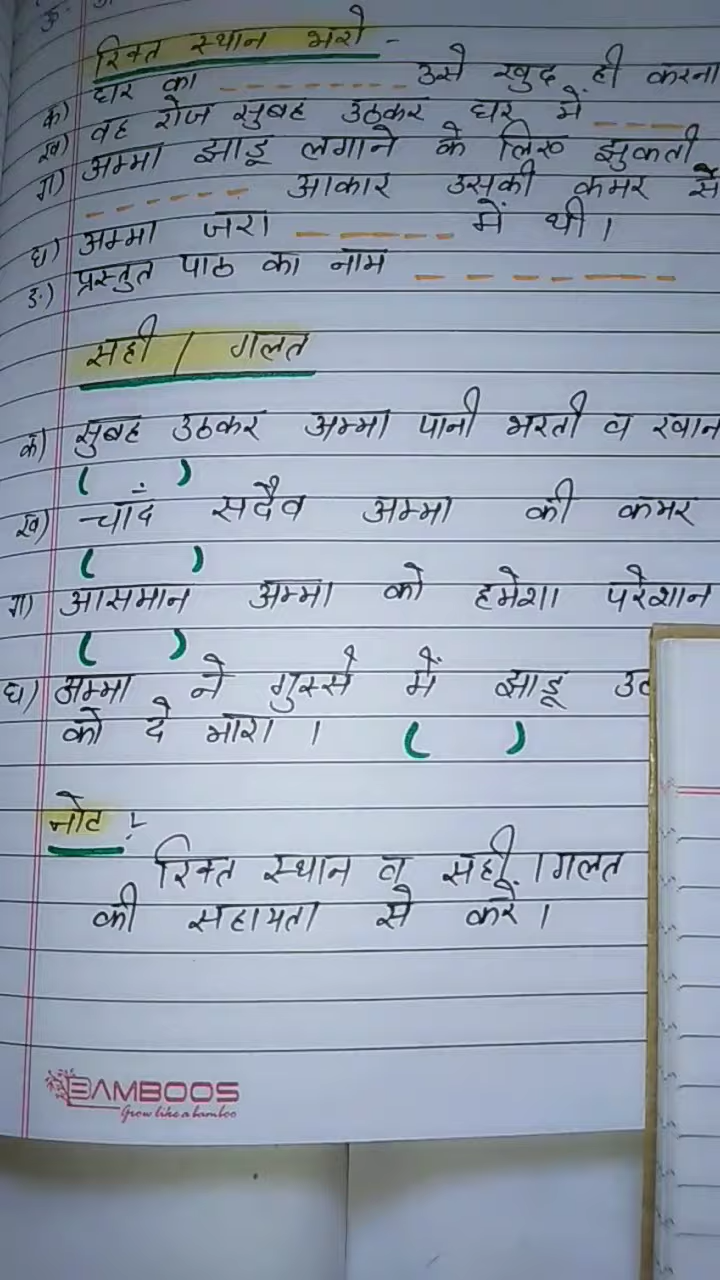 रिक्त स्थान भरो -
क) घर का --------- उसे खुद ही करना
ख) वह रोज सुबह उठकर घर में ----
ग) अम्मा झाडू लगाने के लिए झुकती
------- आकार उसकी कमर से
घ) अम्मा जरा ------ में थी।
ङ) प्रस्तुत पाठ का नाम --------
सही / गलत
क) सुबह उठकर अम्मा पानी भरती व खान
( )
ख) चाँद सदैव अम्मा की कमर
( )
ग) आसमान अम्मा को हमेशा परेशान
( )
घ) अम्मा ने गुस्से में झाडू उ
को दे मारा। ( )
नोट :-
रिक्त स्थान व सही।गलत
की सहायता से करें।
BAMBOOS
Grow like a bamboo